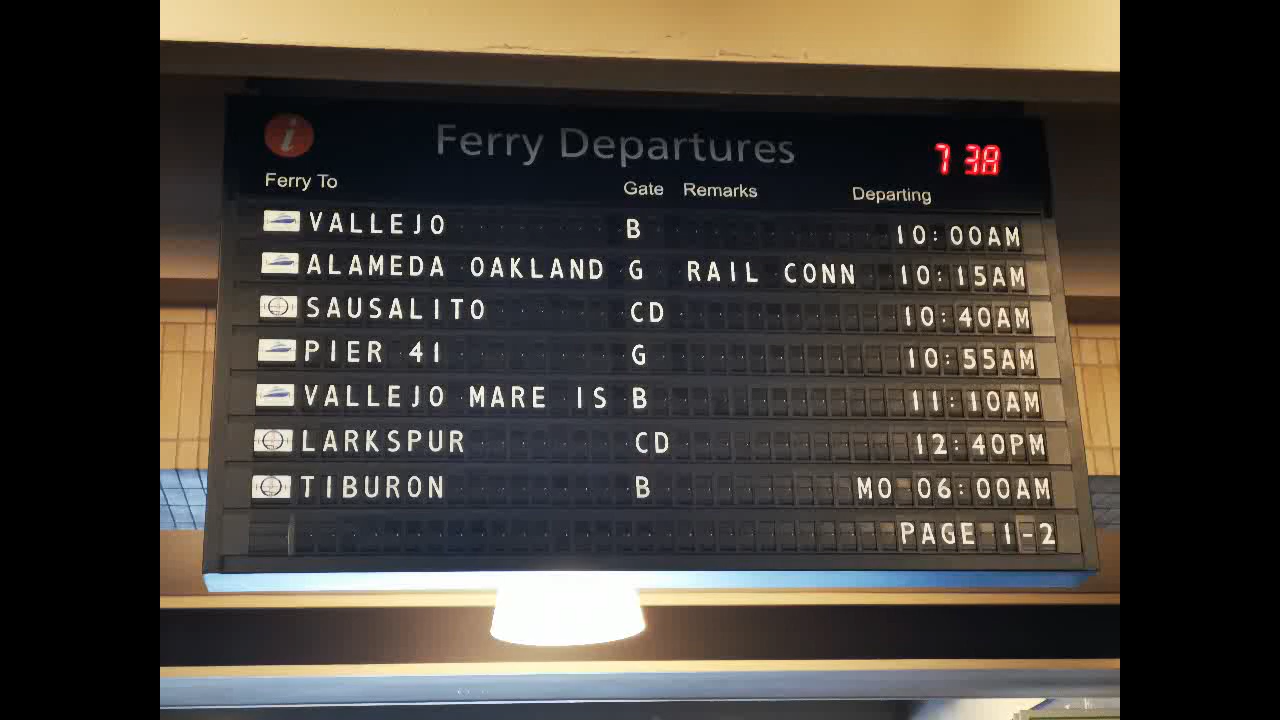 i Ferry Departures 7 38
Ferry To Gate Remarks Departing
VALLEJO B 10:00AM
ALAMEDA OAKLAND G RAIL CONN 10:15AM
SAUSALITO CD 10:40AM
PIER 41 G 10:55AM
VALLEJO MARE IS B 11:10AM
LARKSPUR CD 12:40PM
TIBURON B MO 06:00AM
PAGE 1-2